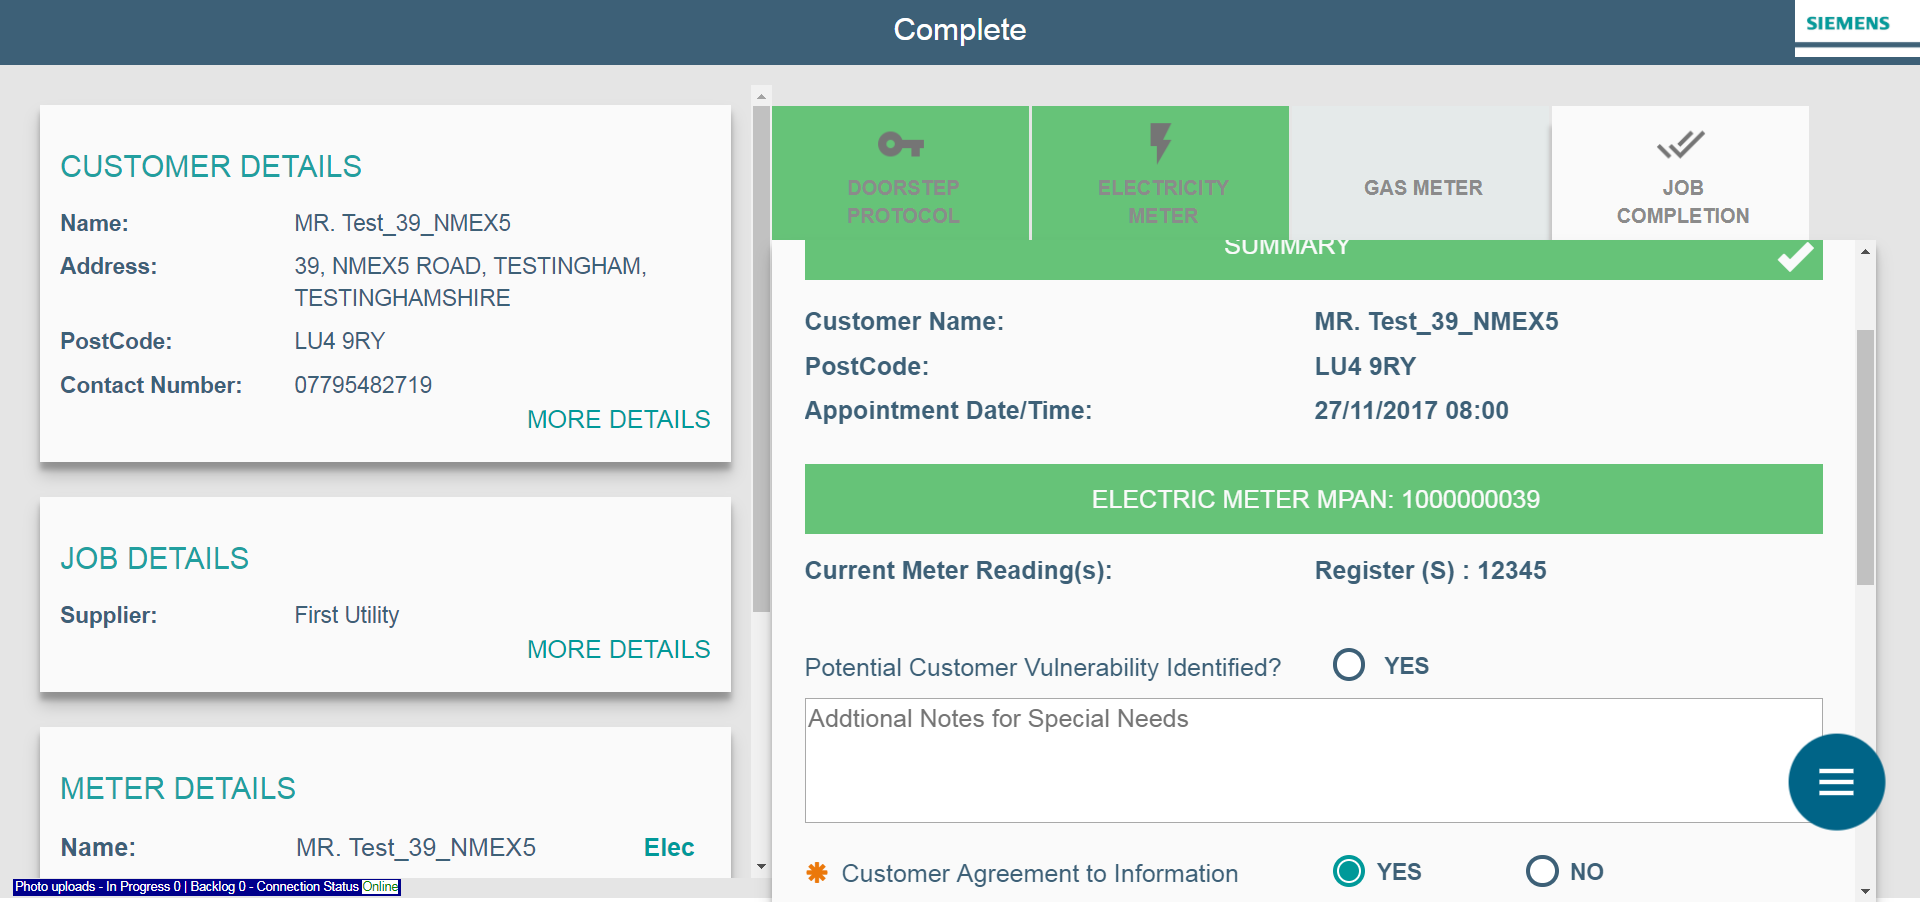 Complete
SIEMENS
CUSTOMER DETAILS
Name: MR. Test_39_NMEX5
Address: 39, NMEX5 ROAD, TESTINGHAM,
TESTINGHAMSHIRE
PostCode: LU4 9RY
Contact Number: 07795482719
MORE DETAILS
JOB DETAILS
Supplier: First Utility
MORE DETAILS
METER DETAILS
Name: MR. Test_39_NMEX5 Elec
Photo uploads - In Progress 0 | Backlog 0 - Connection Status Online
DOORSTEP
PROTOCOL
ELECTRICITY
METER
GAS METER
JOB
COMPLETION
SUMMARY
Customer Name: MR. Test_39_NMEX5
PostCode: LU4 9RY
Appointment Date/Time: 27/11/2017 08:00
ELECTRIC METER MPAN: 1000000039
Current Meter Reading(s): Register (S) : 12345
Potential Customer Vulnerability Identified? YES
Addtional Notes for Special Needs
Customer Agreement to Information YES NO